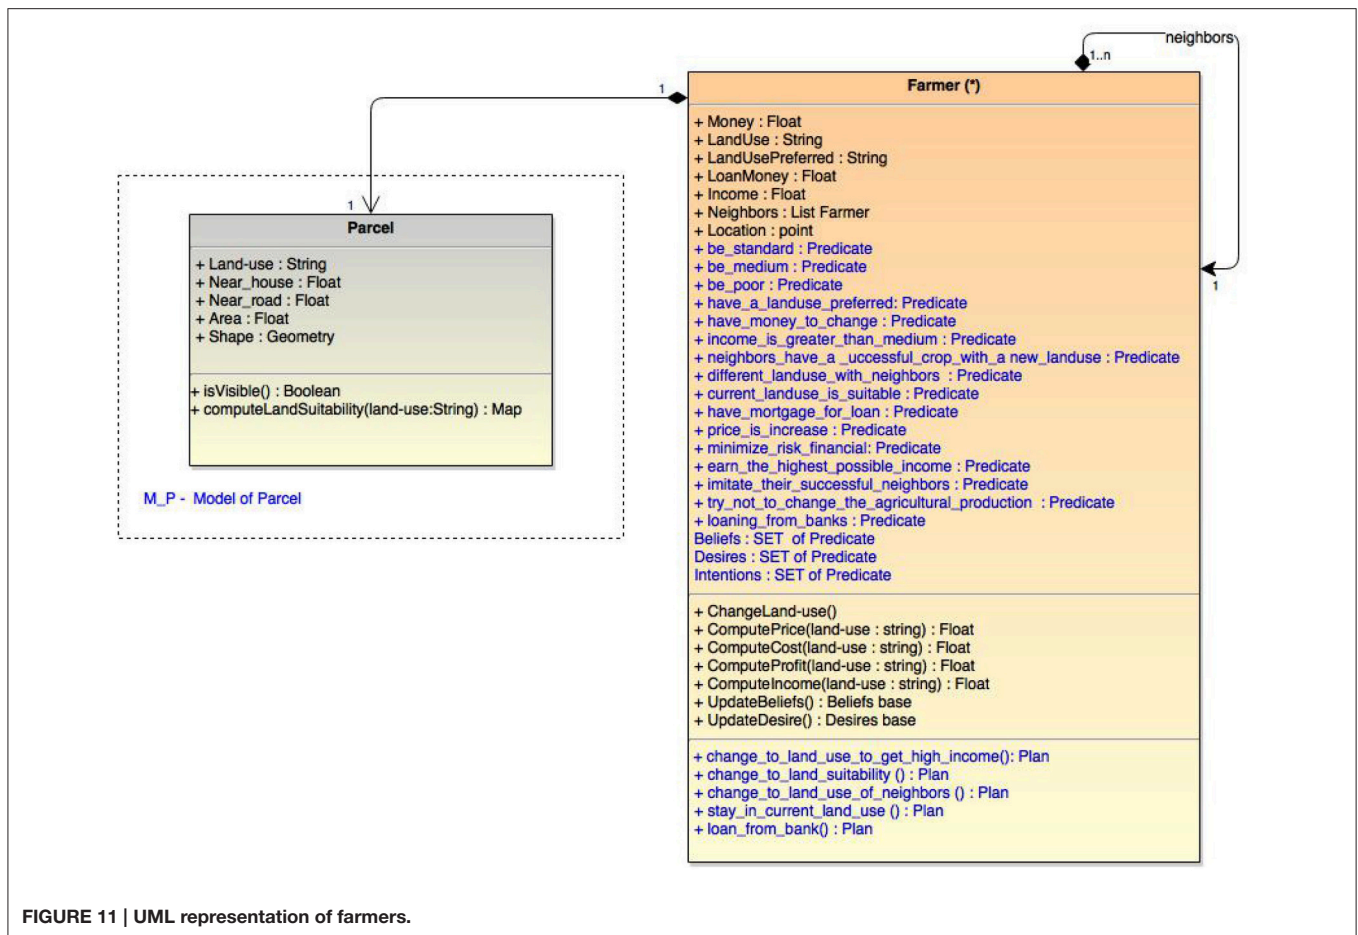 neighbors
1..n
1
Farmer (*)
+ Money : Float
+ LandUse : String
+ LandUsePreferred : String
+ LoanMoney : Float
+ Income : Float
+ Neighbors : List Farmer
+ Location : point
+ be_standard : Predicate
+ be_medium : Predicate
+ be_poor : Predicate
+ have_a_landuse_preferred: Predicate
+ have_money_to_change : Predicate
+ income_is_greater_than_medium : Predicate
+ neighbors_have_a _uccessful_crop_with_a new_landuse : Predicate
+ different_landuse_with_neighbors : Predicate
+ current_landuse_is_suitable : Predicate
+ have_mortgage_for_loan : Predicate
+ price_is_increase : Predicate
+ minimize_risk_financial: Predicate
+ earn_the_highest_possible_income : Predicate
+ imitate_their_successful_neighbors : Predicate
+ try_not_to_change_the_agricultural_production : Predicate
+ loaning_from_banks : Predicate
Beliefs : SET of Predicate
Desires : SET of Predicate
Intentions : SET of Predicate
+ ChangeLand-use()
+ ComputePrice(land-use : string) : Float
+ ComputeCost(land-use : string) : Float
+ ComputeProfit(land-use : string) : Float
+ ComputeIncome(land-use : string) : Float
+ UpdateBeliefs() : Beliefs base
+ UpdateDesire() : Desires base
+ change_to_land_use_to_get_high_income(): Plan
+ change_to_land_suitability () : Plan
+ change_to_land_use_of_neighbors () : Plan
+ stay_in_current_land_use () : Plan
+ loan_from_bank() : Plan
1
1
Parcel
+ Land-use : String
+ Near_house : Float
+ Near_road : Float
+ Area : Float
+ Shape : Geometry
+ isVisible() : Boolean
+ computeLandSuitability(land-use:String) : Map
M_P - Model of Parcel
FIGURE 11 | UML representation of farmers.